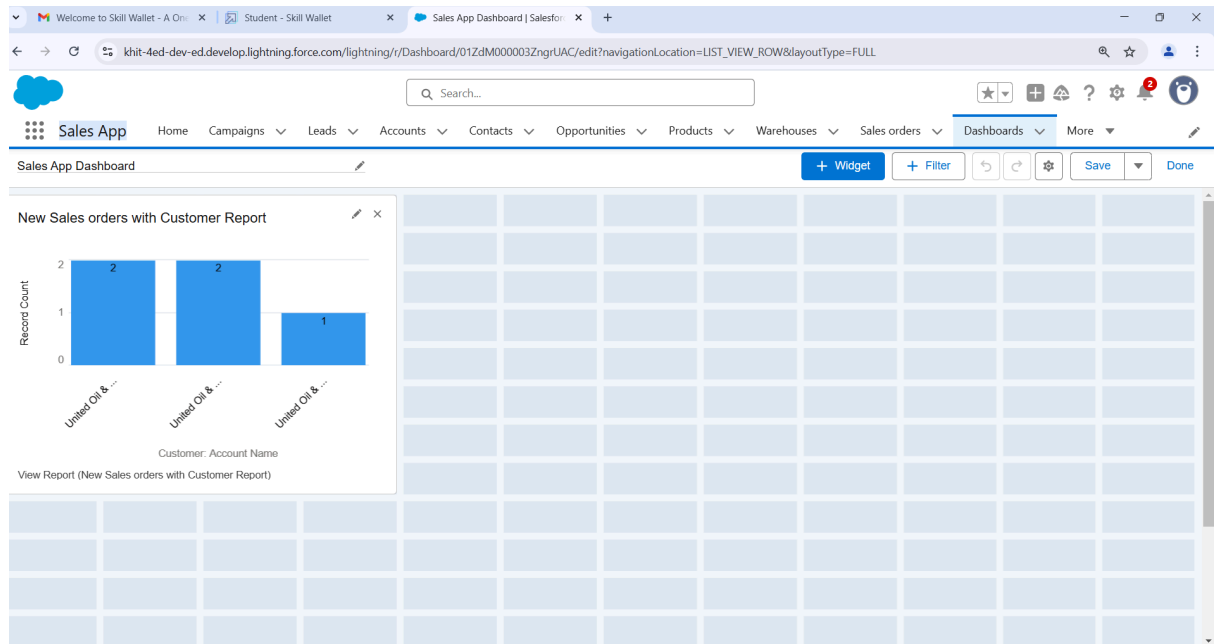 Welcome to Skill Wallet - A One
Student - Skill Wallet
Sales App Dashboard | Salesfor
khit-4ed-dev-ed.develop.lightning.force.com/lightning/r/Dashboard/01ZdM000003ZngrUAC/edit?navigationLocation=LIST_VIEW_ROW&layoutType=FULL
Search...
2
Sales App Home Campaigns Leads Accounts Contacts Opportunities Products Warehouses Sales orders Dashboards More
Sales App Dashboard
+ Widget + Filter Save Done
New Sales orders with Customer Report
Record Count
2
1
0
2 2 1
United Oil & ... United Oil & ... United Oil & ...
Customer: Account Name
View Report (New Sales orders with Customer Report)